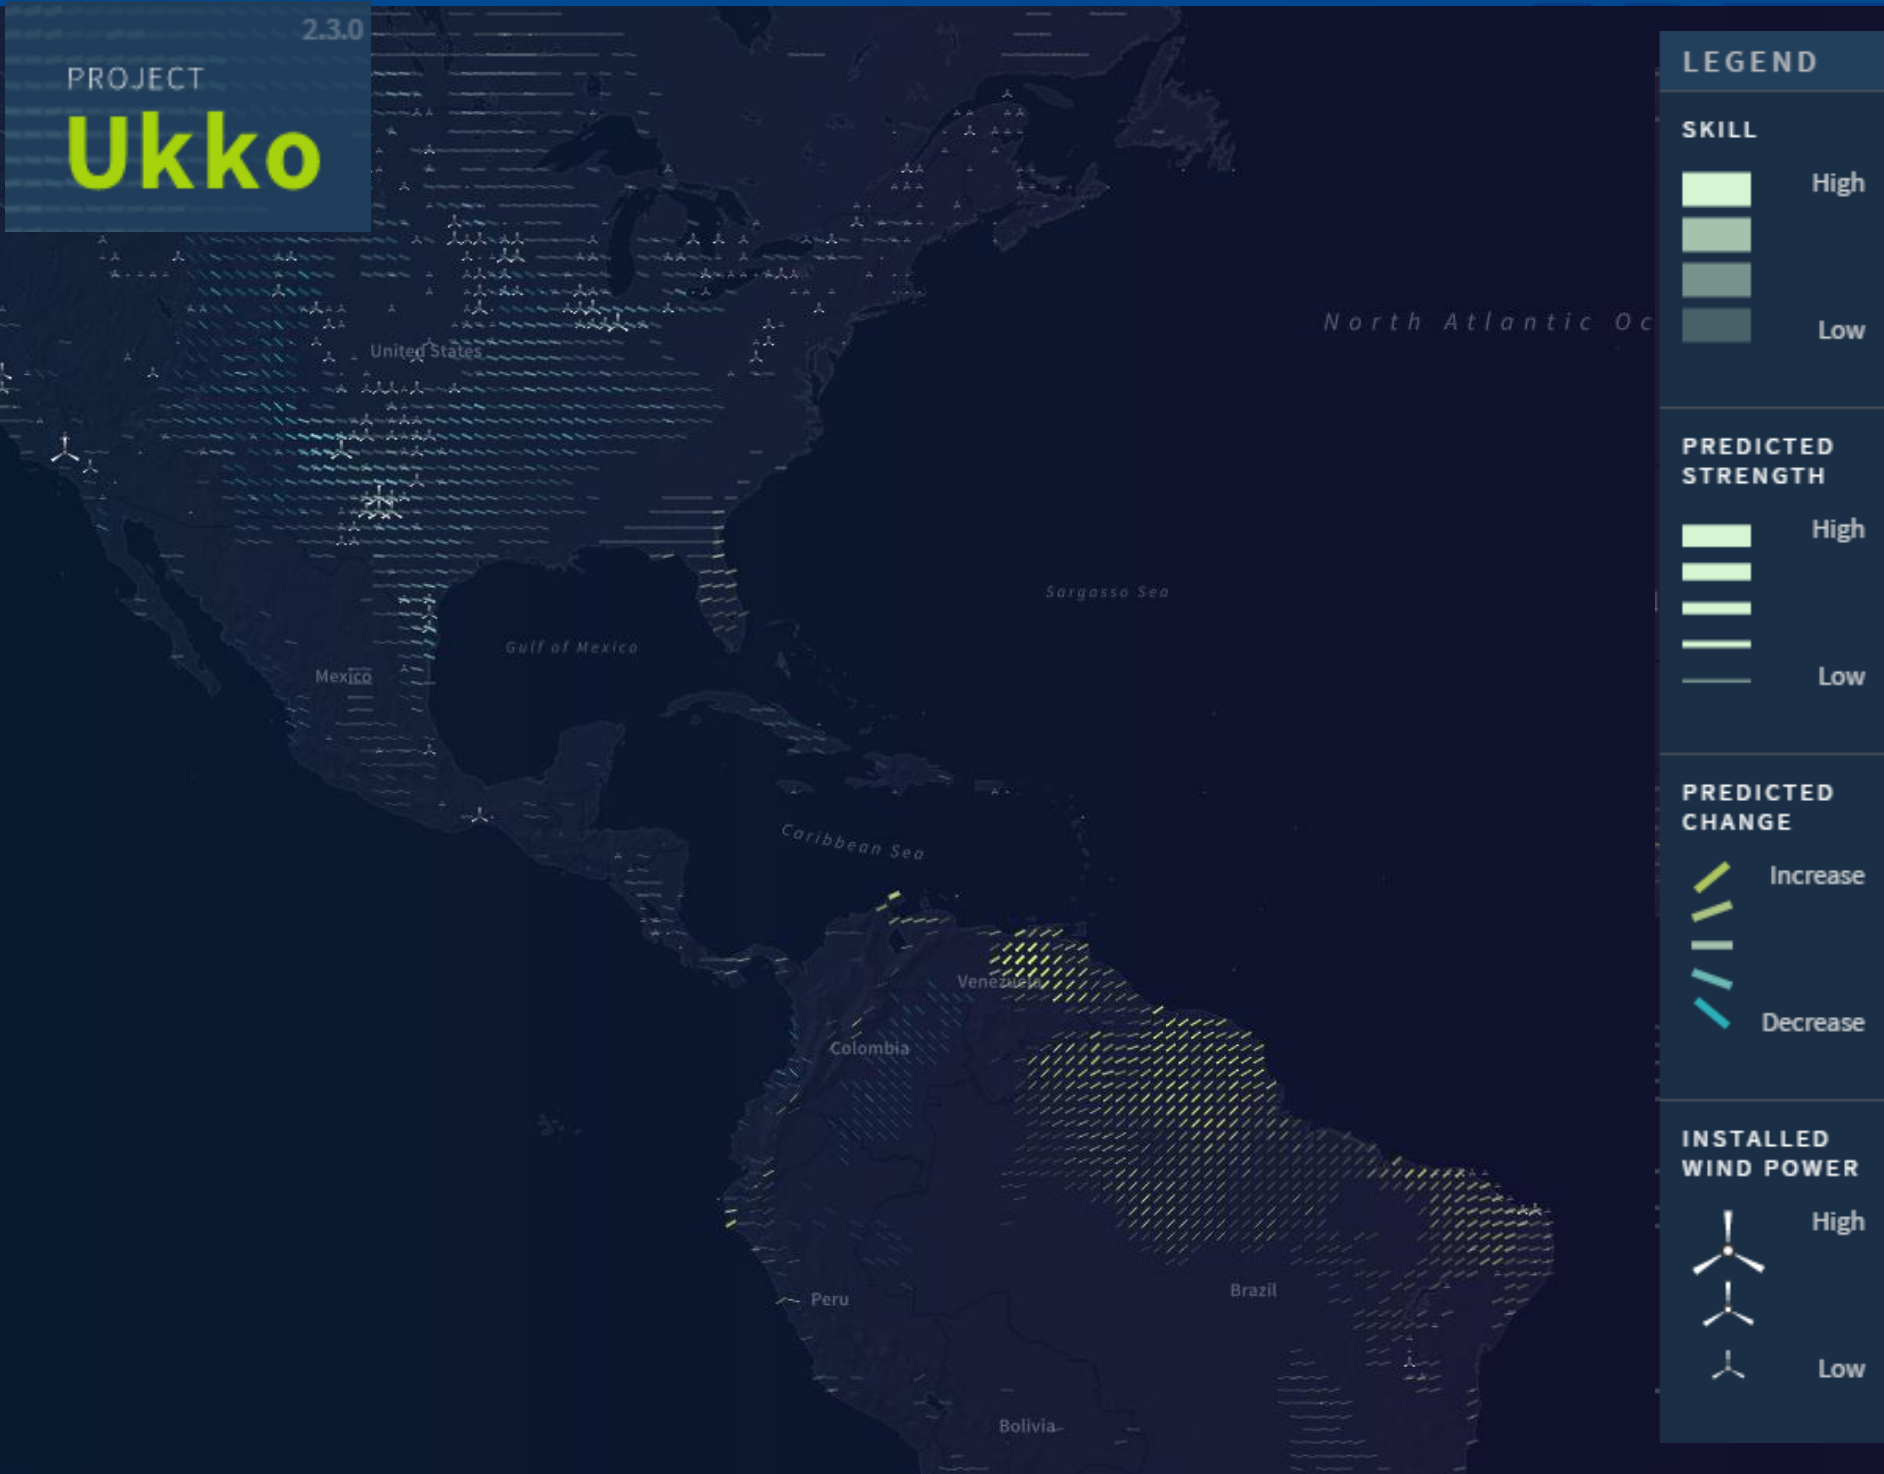 2.3.0
PROJECT
Ukko
LEGEND
SKILL
High
Low
PREDICTED
STRENGTH
High
Low
PREDICTED
CHANGE
Increase
Decrease
INSTALLED
WIND POWER
High
Low
North Atlantic Oc
United States
Sargasso Sea
Gulf of Mexico
Mexico
Caribbean Sea
Venezuela
Colombia
Brazil
Peru
Bolivia